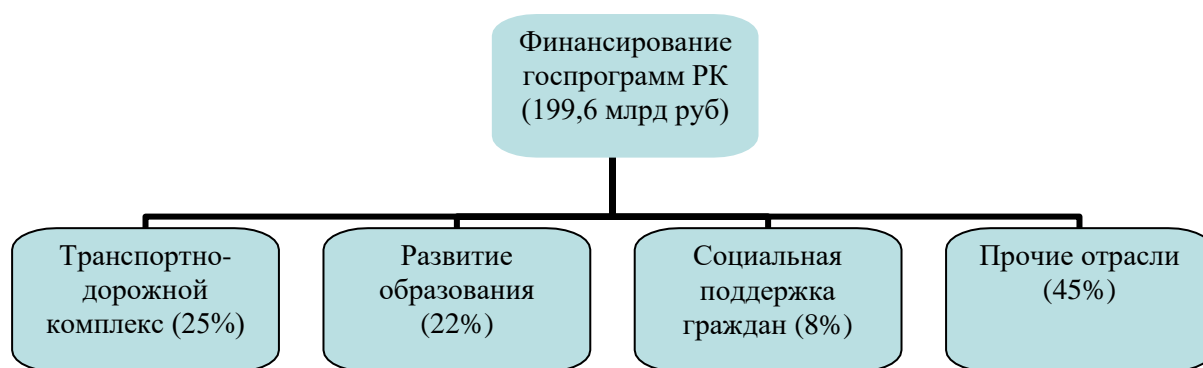 Финансирование
госпрограмм РК
(199,6 млрд руб)
Транспортно-
дорожной
комплекс (25%)
Развитие
образования
(22%)
Социальная
поддержка
граждан (8%)
Прочие отрасли
(45%)